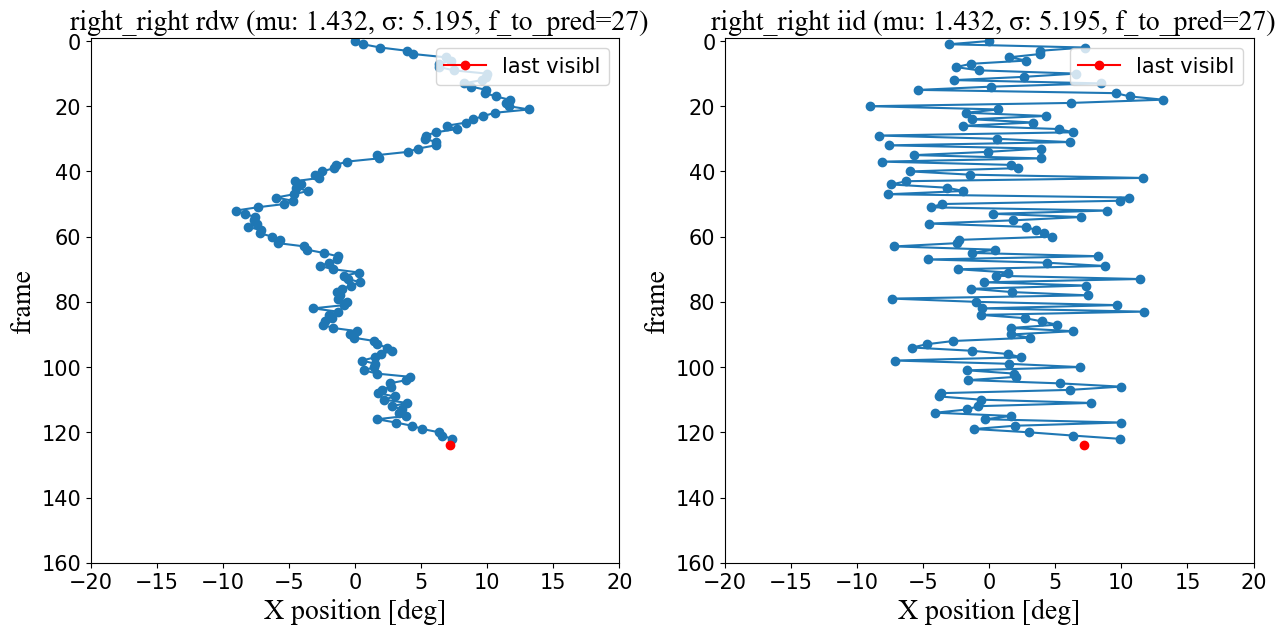 right_right rdw (mu: 1.432, σ: 5.195, f_to_pred=27)
last visibl
0
20
40
60
80
100
120
140
160
frame
−20 −15 −10 −5 0 5 10 15 20
X position [deg]
right_right iid (mu: 1.432, σ: 5.195, f_to_pred=27)
last visibl
0
20
40
60
80
100
120
140
160
frame
−20 −15 −10 −5 0 5 10 15 20
X position [deg]